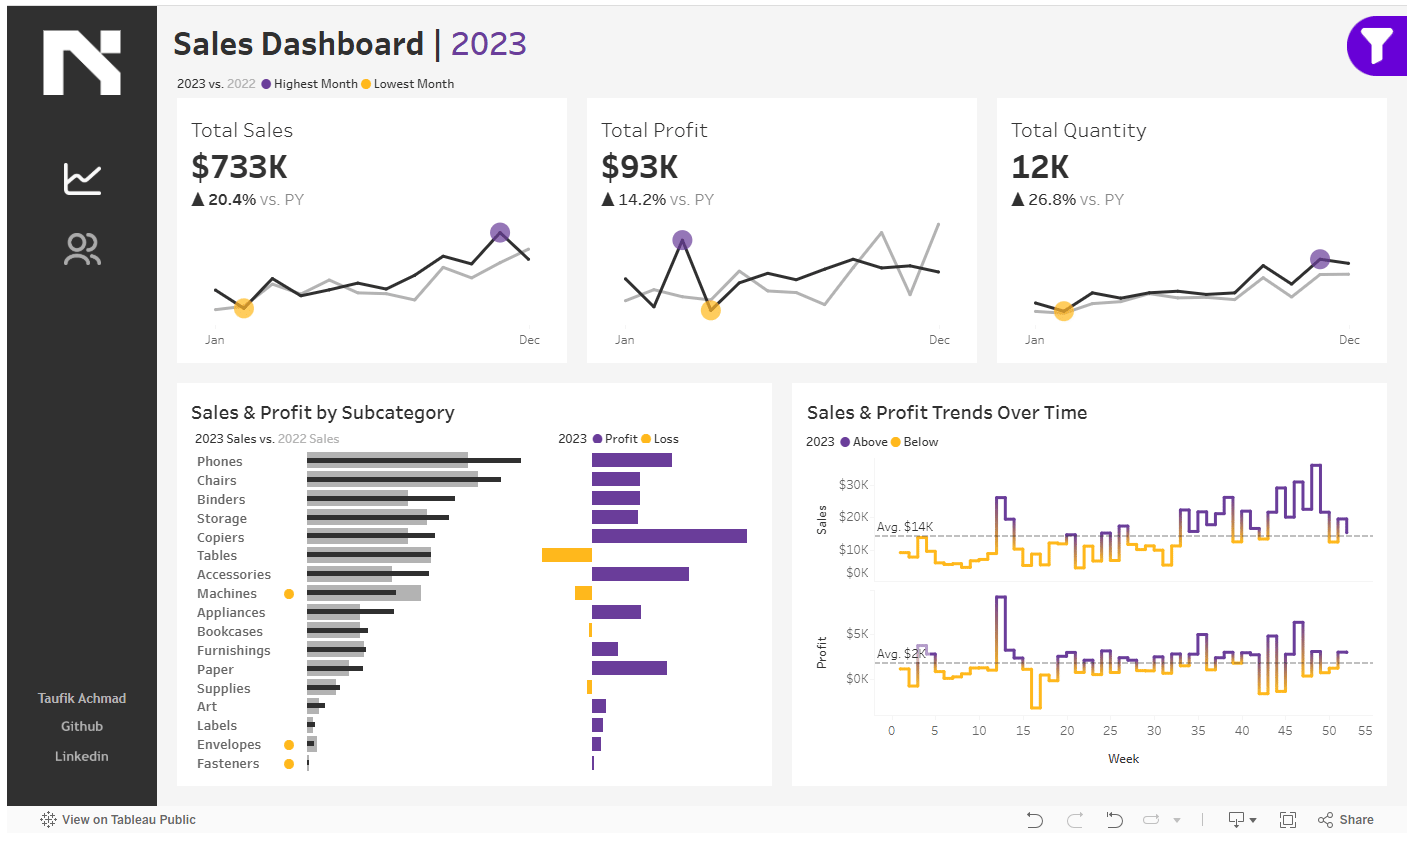 Sales Dashboard | 2023
2023 vs. 2022 Highest Month Lowest Month
Total Sales
$733K
▲ 20.4% vs. PY
Jan Dec
Total Profit
$93K
▲ 14.2% vs. PY
Jan Dec
Total Quantity
12K
▲ 26.8% vs. PY
Jan Dec
Sales & Profit by Subcategory
2023 Sales vs. 2022 Sales
2023 Profit Loss
Phones
Chairs
Binders
Storage
Copiers
Tables
Accessories
Machines
Appliances
Bookcases
Furnishings
Paper
Supplies
Art
Labels
Envelopes
Fasteners
Sales & Profit Trends Over Time
2023 Above Below
Sales
$30K
$20K
$10K
$0K
Avg. $14K
Profit
$5K
$0K
Avg. $2K
0 5 10 15 20 25 30 35 40 45 50 55
Week
Taufik Achmad
Github
Linkedin
View on Tableau Public
Share